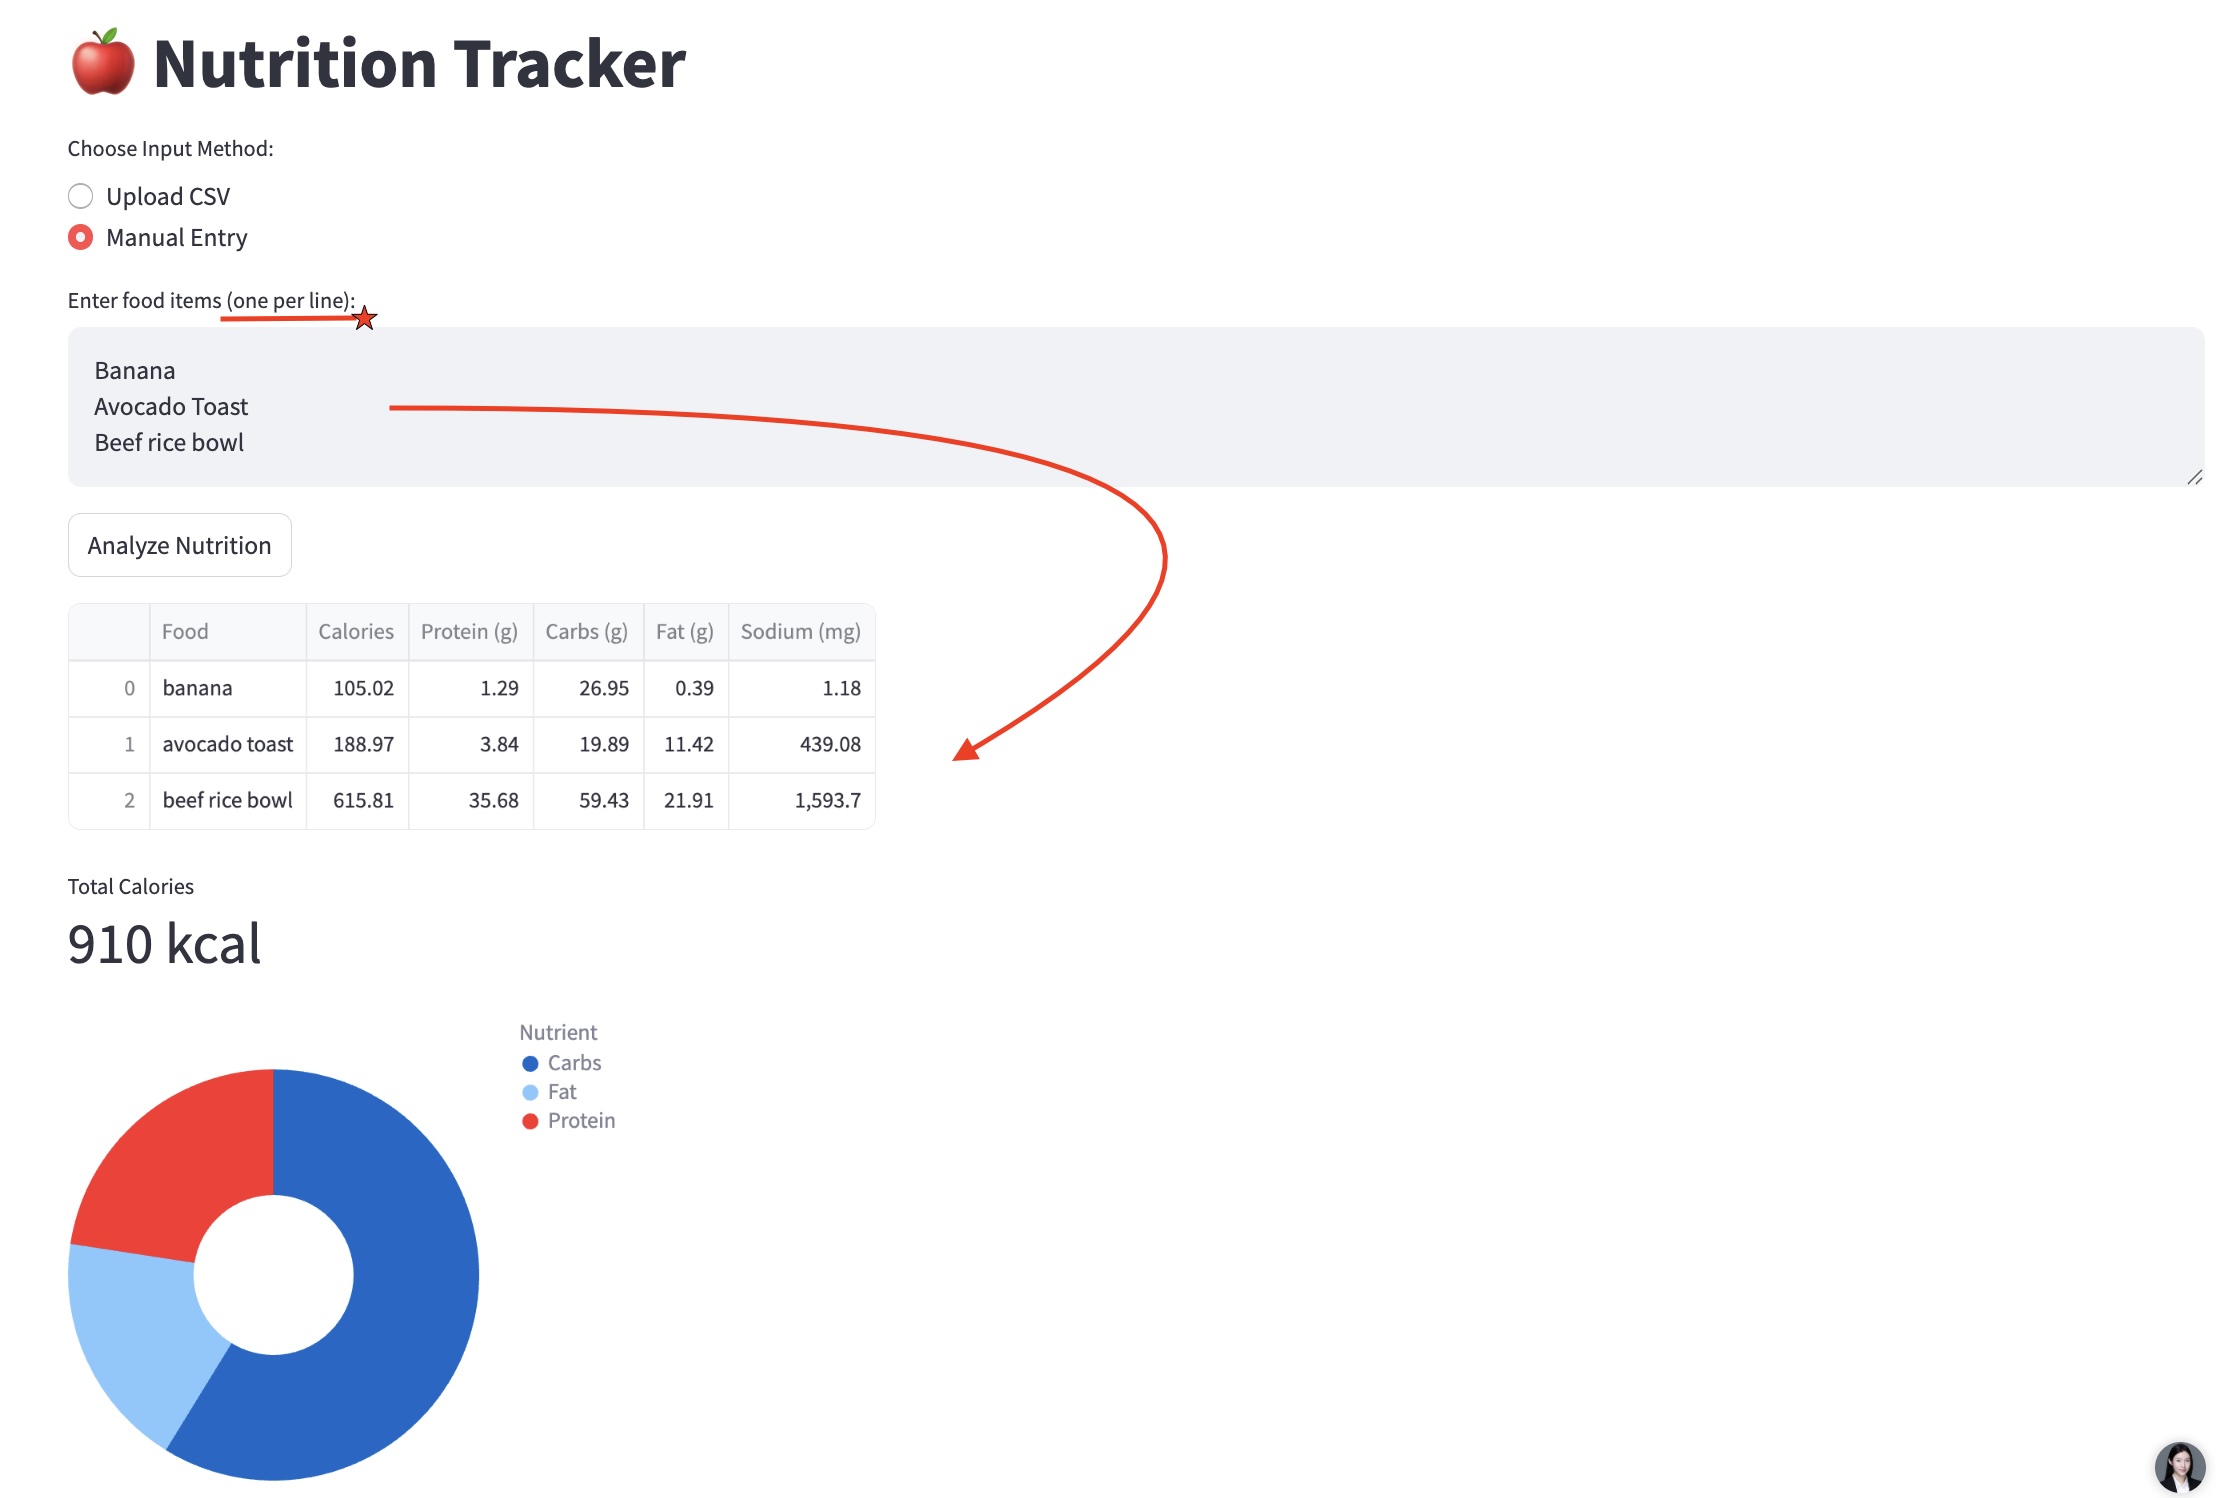 Nutrition Tracker
Choose Input Method:
Upload CSV
Manual Entry
Enter food items (one per line):
Banana
Avocado Toast
Beef rice bowl
Analyze Nutrition
Food Calories Protein (g) Carbs (g) Fat (g) Sodium (mg)
0 banana 105.02 1.29 26.95 0.39 1.18
1 avocado toast 188.97 3.84 19.89 11.42 439.08
2 beef rice bowl 615.81 35.68 59.43 21.91 1,593.7
Total Calories
910 kcal
Nutrient
Carbs
Fat
Protein